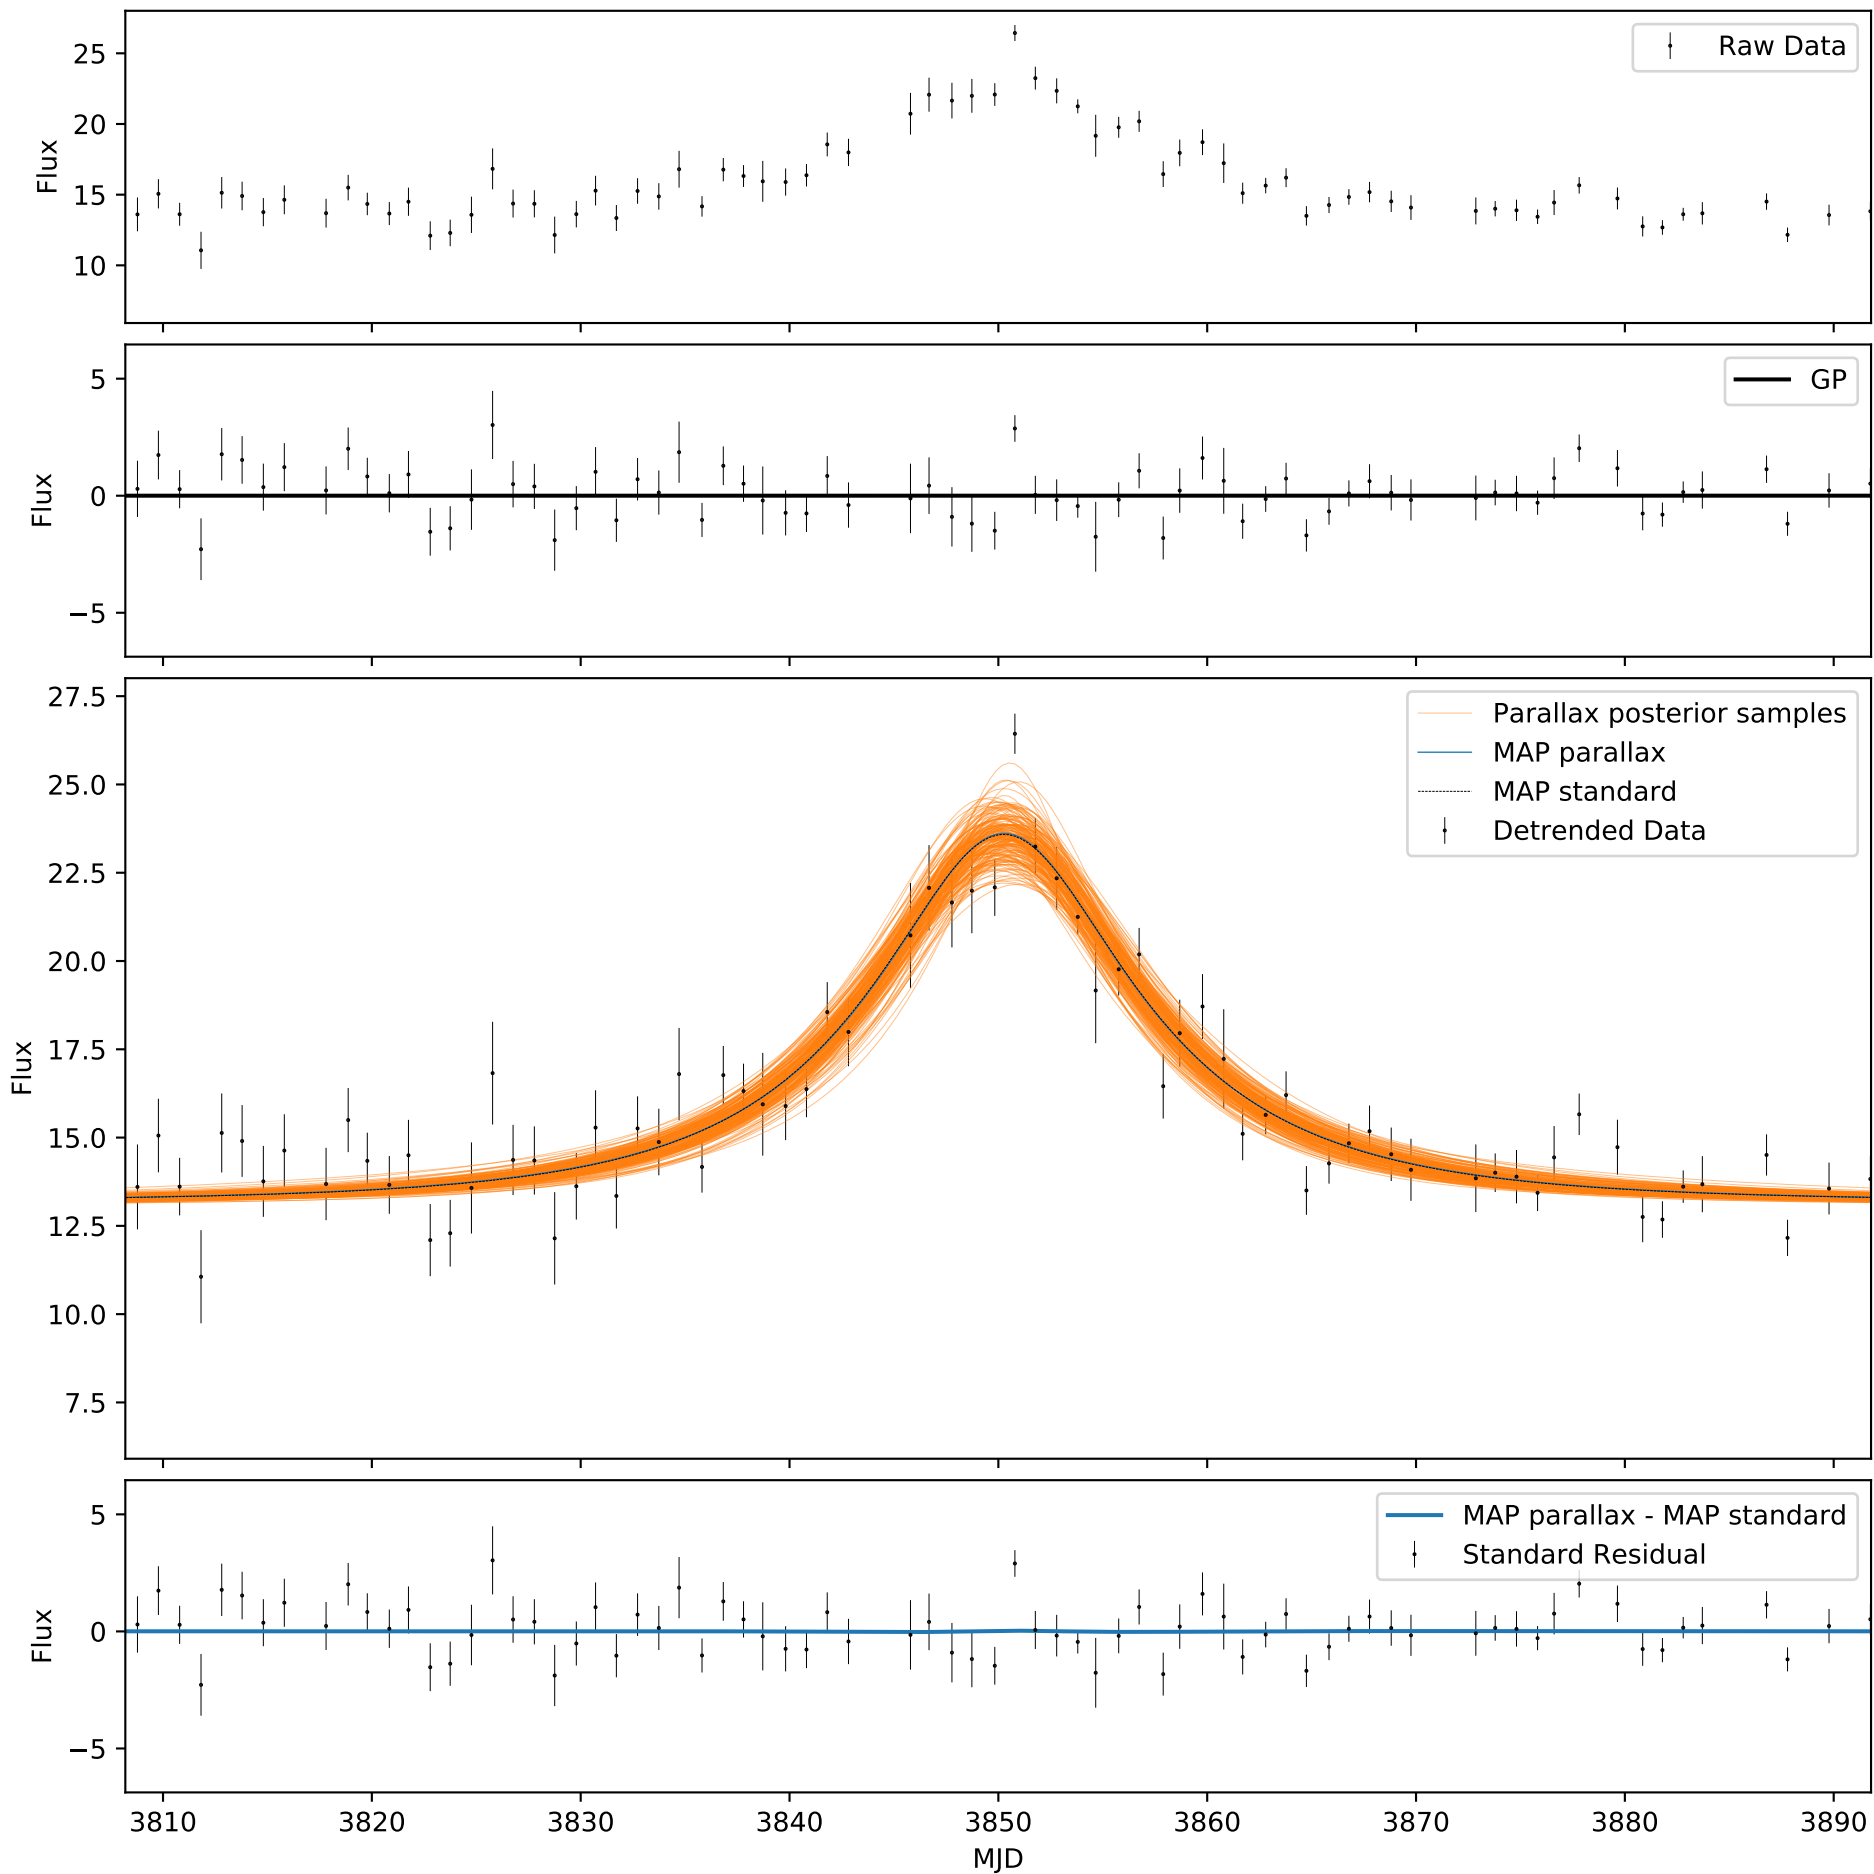 Flux
25
20
15
10
Raw Data
Flux
5
0
−5
GP
Flux
27.5
25.0
22.5
20.0
17.5
15.0
12.5
10.0
7.5
Parallax posterior samples
MAP parallax
MAP standard
Detrended Data
Flux
5
0
−5
MAP parallax - MAP standard
Standard Residual
3810 3820 3830 3840 3850 3860 3870 3880 3890
MJD